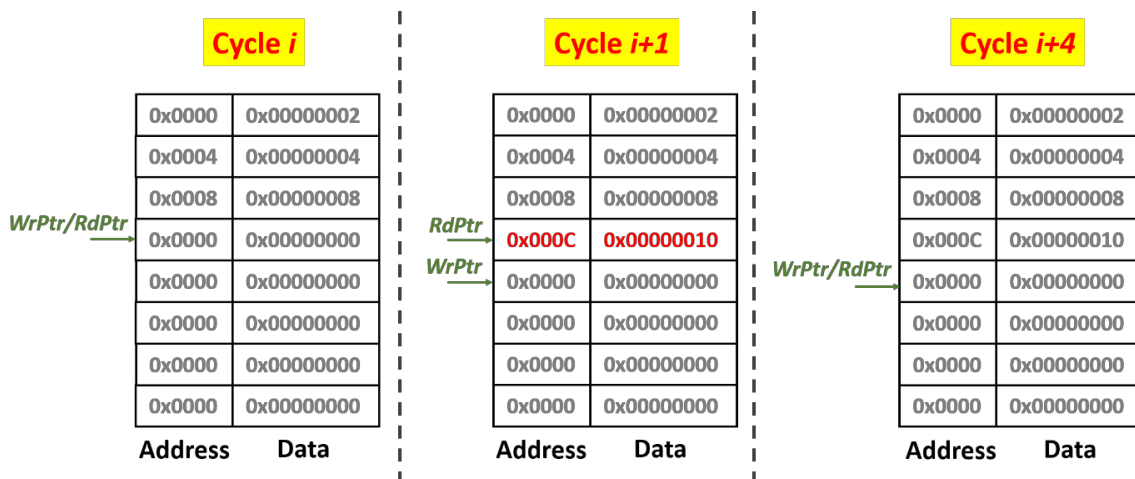 Cycle i
0x0000 0x00000002
0x0004 0x00000004
0x0008 0x00000008
WrPtr/RdPtr
0x0000 0x00000000
0x0000 0x00000000
0x0000 0x00000000
0x0000 0x00000000
0x0000 0x00000000
Address Data
Cycle i+1
0x0000 0x00000002
0x0004 0x00000004
0x0008 0x00000008
RdPtr
0x000C 0x00000010
WrPtr
0x0000 0x00000000
0x0000 0x00000000
0x0000 0x00000000
0x0000 0x00000000
Address Data
Cycle i+4
0x0000 0x00000002
0x0004 0x00000004
0x0008 0x00000008
0x000C 0x00000010
WrPtr/RdPtr
0x0000 0x00000000
0x0000 0x00000000
0x0000 0x00000000
0x0000 0x00000000
Address Data